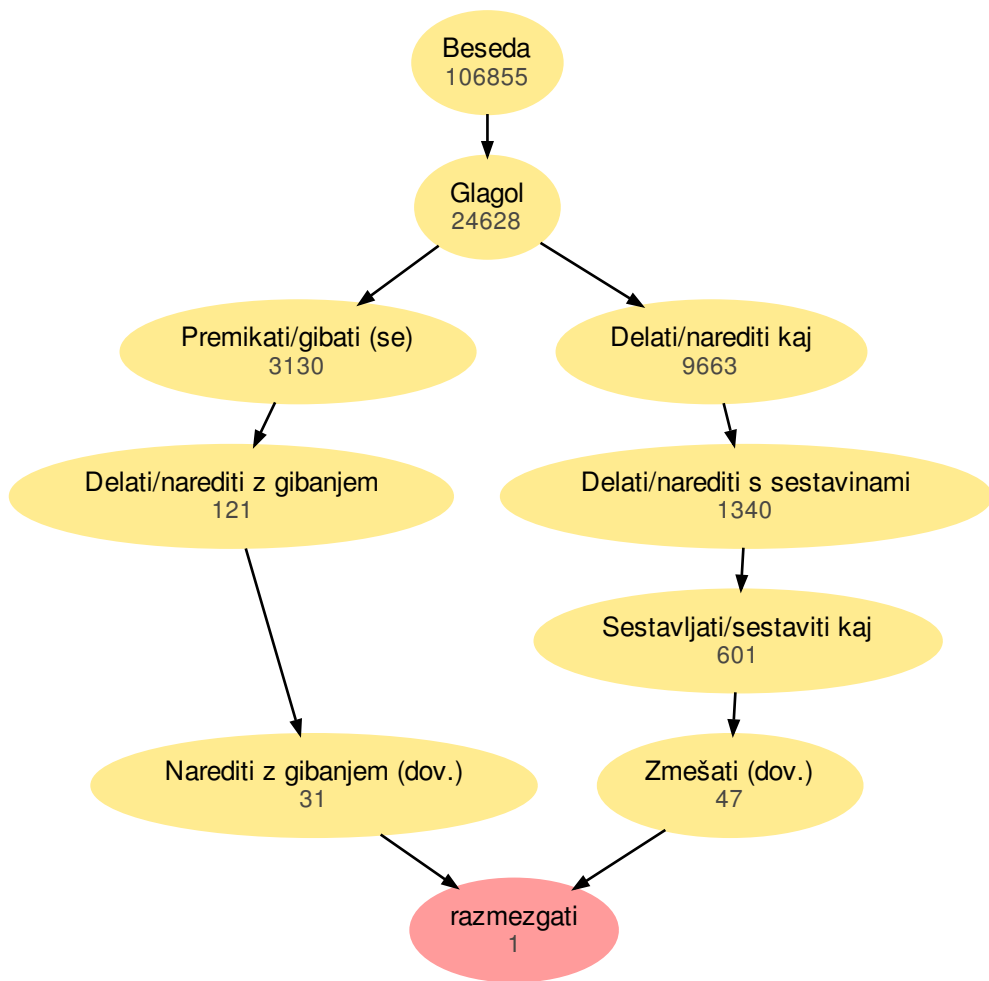 Beseda
106855
Glagol
24628
Premikati/gibati (se)
3130
Delati/narediti kaj
9663
Delati/narediti z gibanjem
121
Delati/narediti s sestavinami
1340
Sestavljati/sestaviti kaj
601
Narediti z gibanjem (dov.)
31
Zmešati (dov.)
47
razmezgati
1